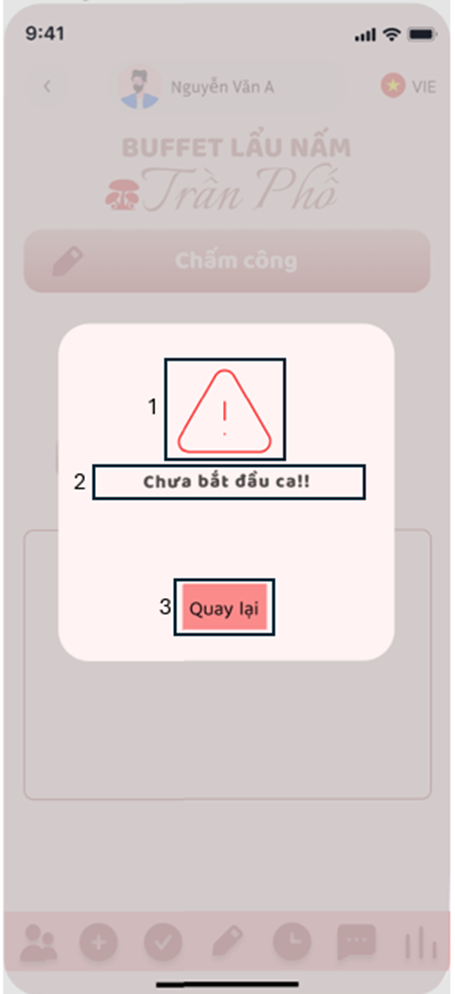 9:41
Nguyễn Văn A
VIE
BUFFET LẨU NẤM
Trần Phố
Chấm công
1
2 Chưa bắt đầu ca!!
3 Quay lại